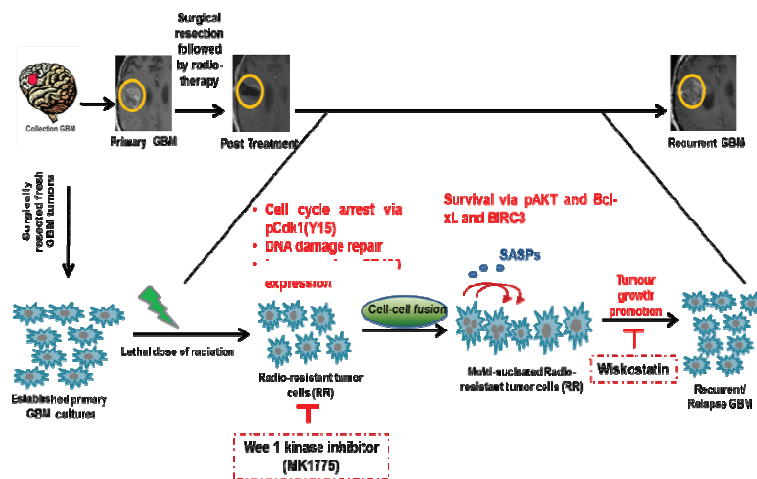 Surgical
resection
followed
by radio-
therapy
Collection GBM
Primary GBM
Post Treatment
Recurrent GBM
Surgically
resected fresh
GBM tumors
• Cell cycle arrest via
pCdk1(Y15)
• DNA damage repair
expression
Survival via pAKT and Bcl-
xL and BIRC3
SASPs
Tumour
growth
promotion
Cell-cell fusion
Lethal dose of raciation
Radio-resistant tumor
cells (RR)
Multi-nucleated Radio-
resistant tumor cells (RR)
Wiskostatin
Recurrent/
Relapse GBM
Established primary
GBM cultures
Wee 1 kinase inhibitor
(MK1775)